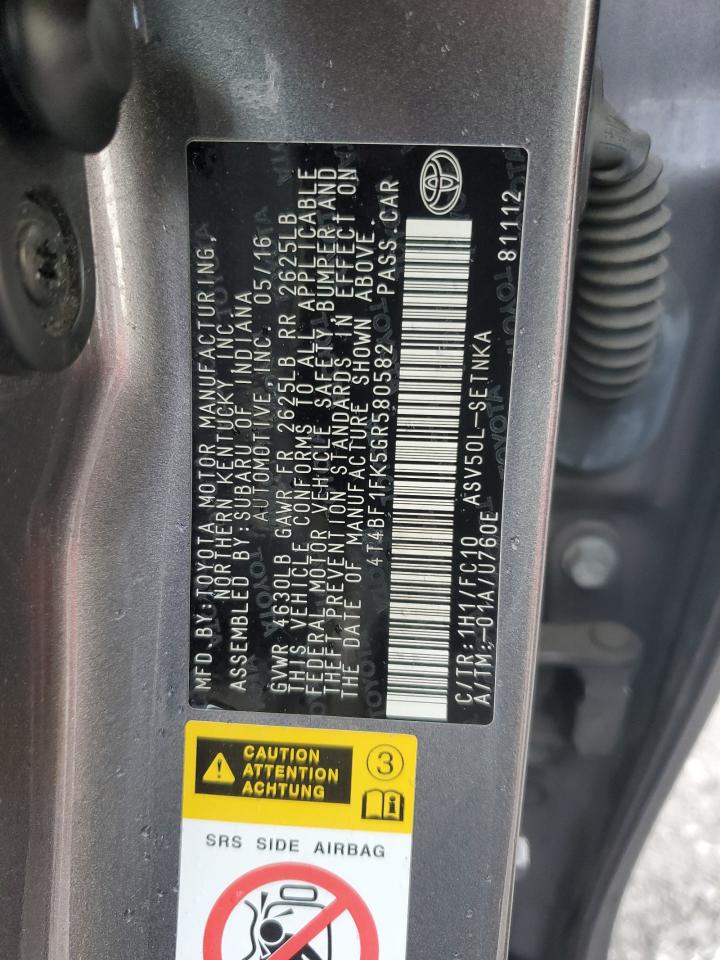 MFD.BY:TOYOTA MOTOR MANUFACTURING,
NORTHERN KENTUCKY, INC.
ASSEMBLED BY:SUBARU OF INDIANA
AUTOMOTIVE, INC. 05/16
GVWR 4630LB GAWR FR 2625LB RR 2625LB
THIS VEHICLE CONFORMS TO ALL APPLICABLE
FEDERAL MOTOR VEHICLE SAFETY, BUMPER, AND
THEFT PREVENTION STANDARDS IN EFFECT ON
THE DATE OF MANUFACTURE SHOWN ABOVE.
4T4BF1FK5GR580582 PASS.CAR
C/TR:1H1/FC10 ASV50L-SETNKA
A/TM:-01A/U760E 81112
CAUTION
ATTENTION
ACHTUNG
3
SRS SIDE AIRBAG